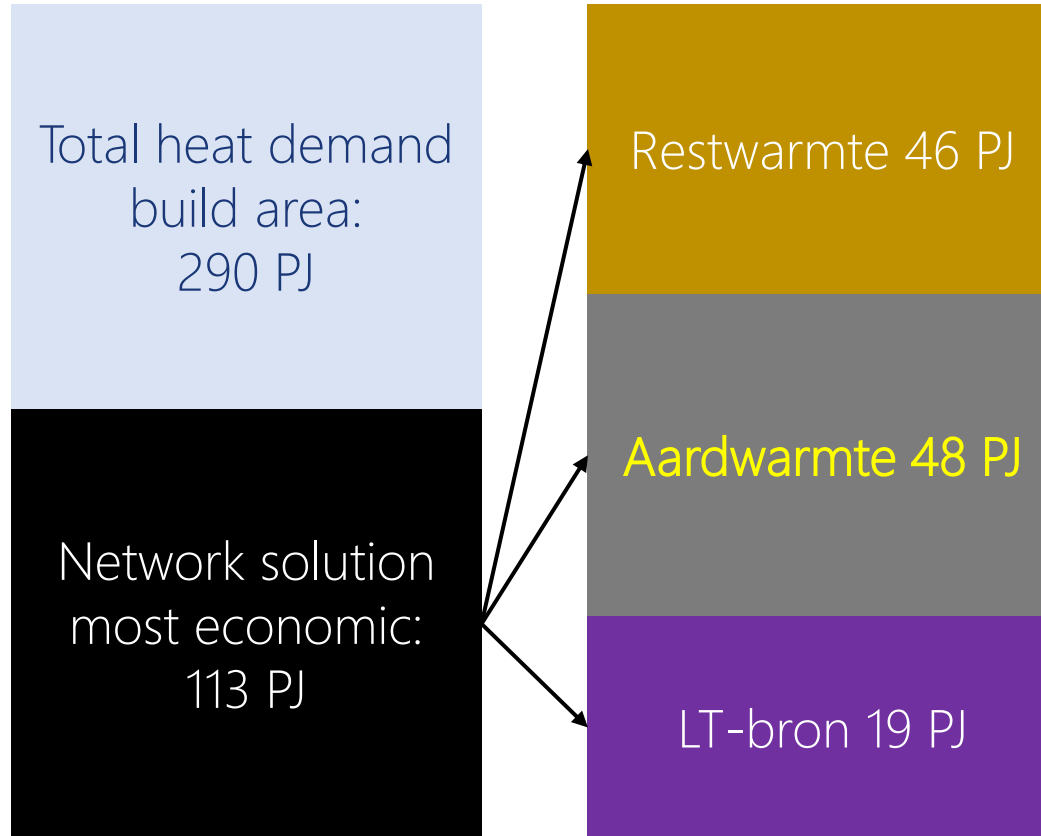 Total heat demand
build area:
290 PJ
Network solution
most economic:
113 PJ
Restwarmte 46 PJ
Aardwarmte 48 PJ
LT-bron 19 PJ